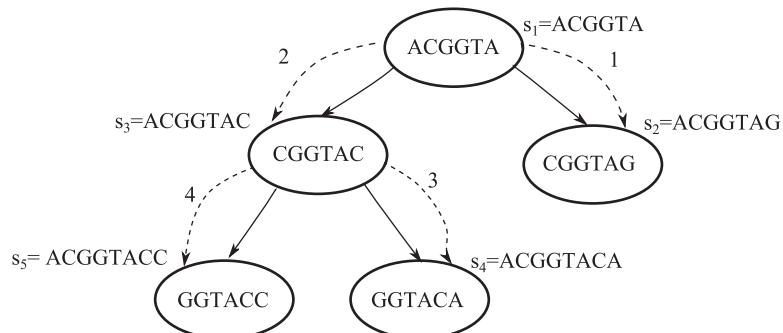 s₁=ACGGTA
ACGGTA
2
1
s₃=ACGGTAC
s₂=ACGGTAG
CGGTAC
CGGTAG
4
3
s₅= ACGGTACC
s₄=ACGGTACA
GGTACC
GGTACA